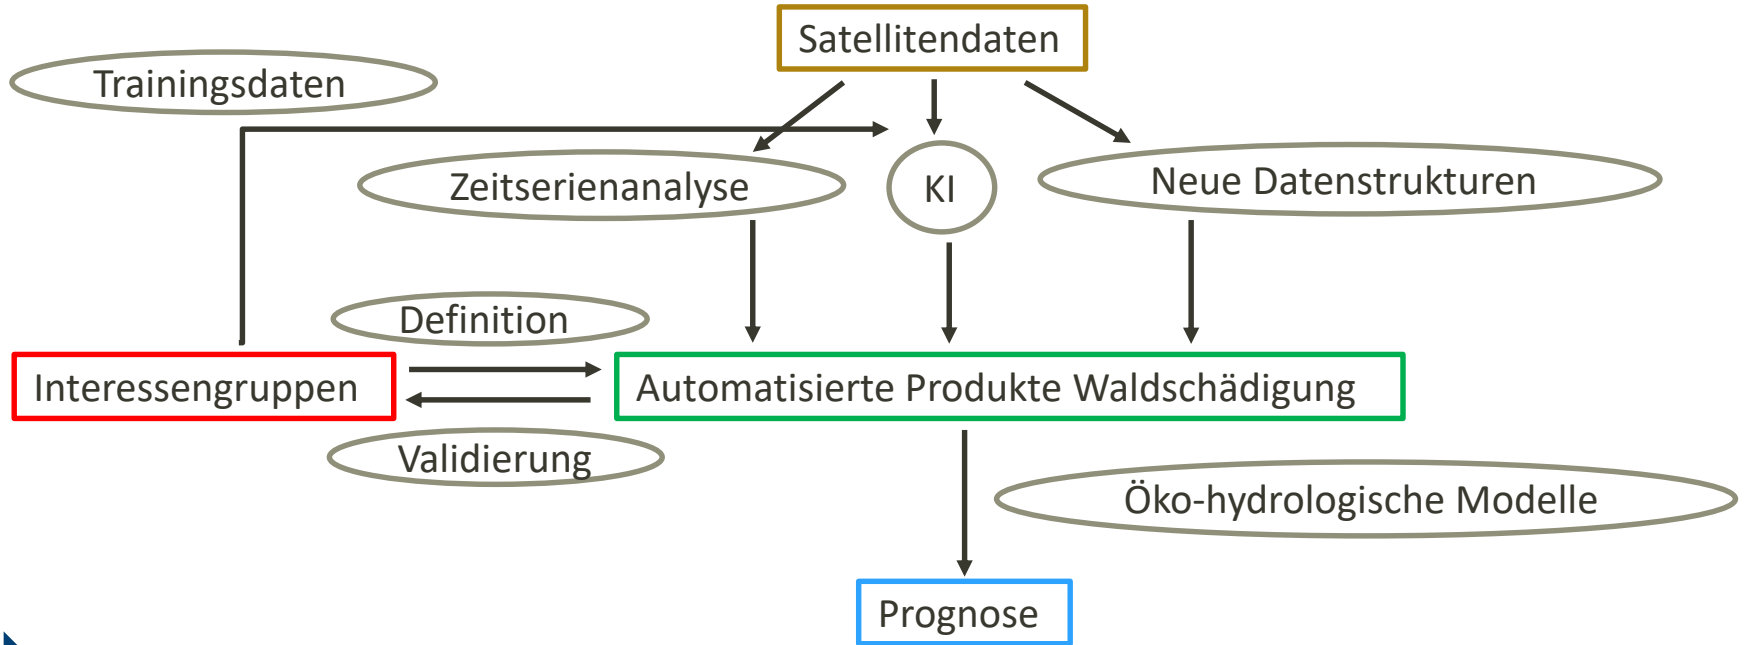 Satellitendaten
Trainingsdaten
Zeitserienanalyse
KI
Neue Datenstrukturen
Definition
Interessengruppen
Automatisierte Produkte Waldschädigung
Validierung
Öko-hydrologische Modelle
Prognose